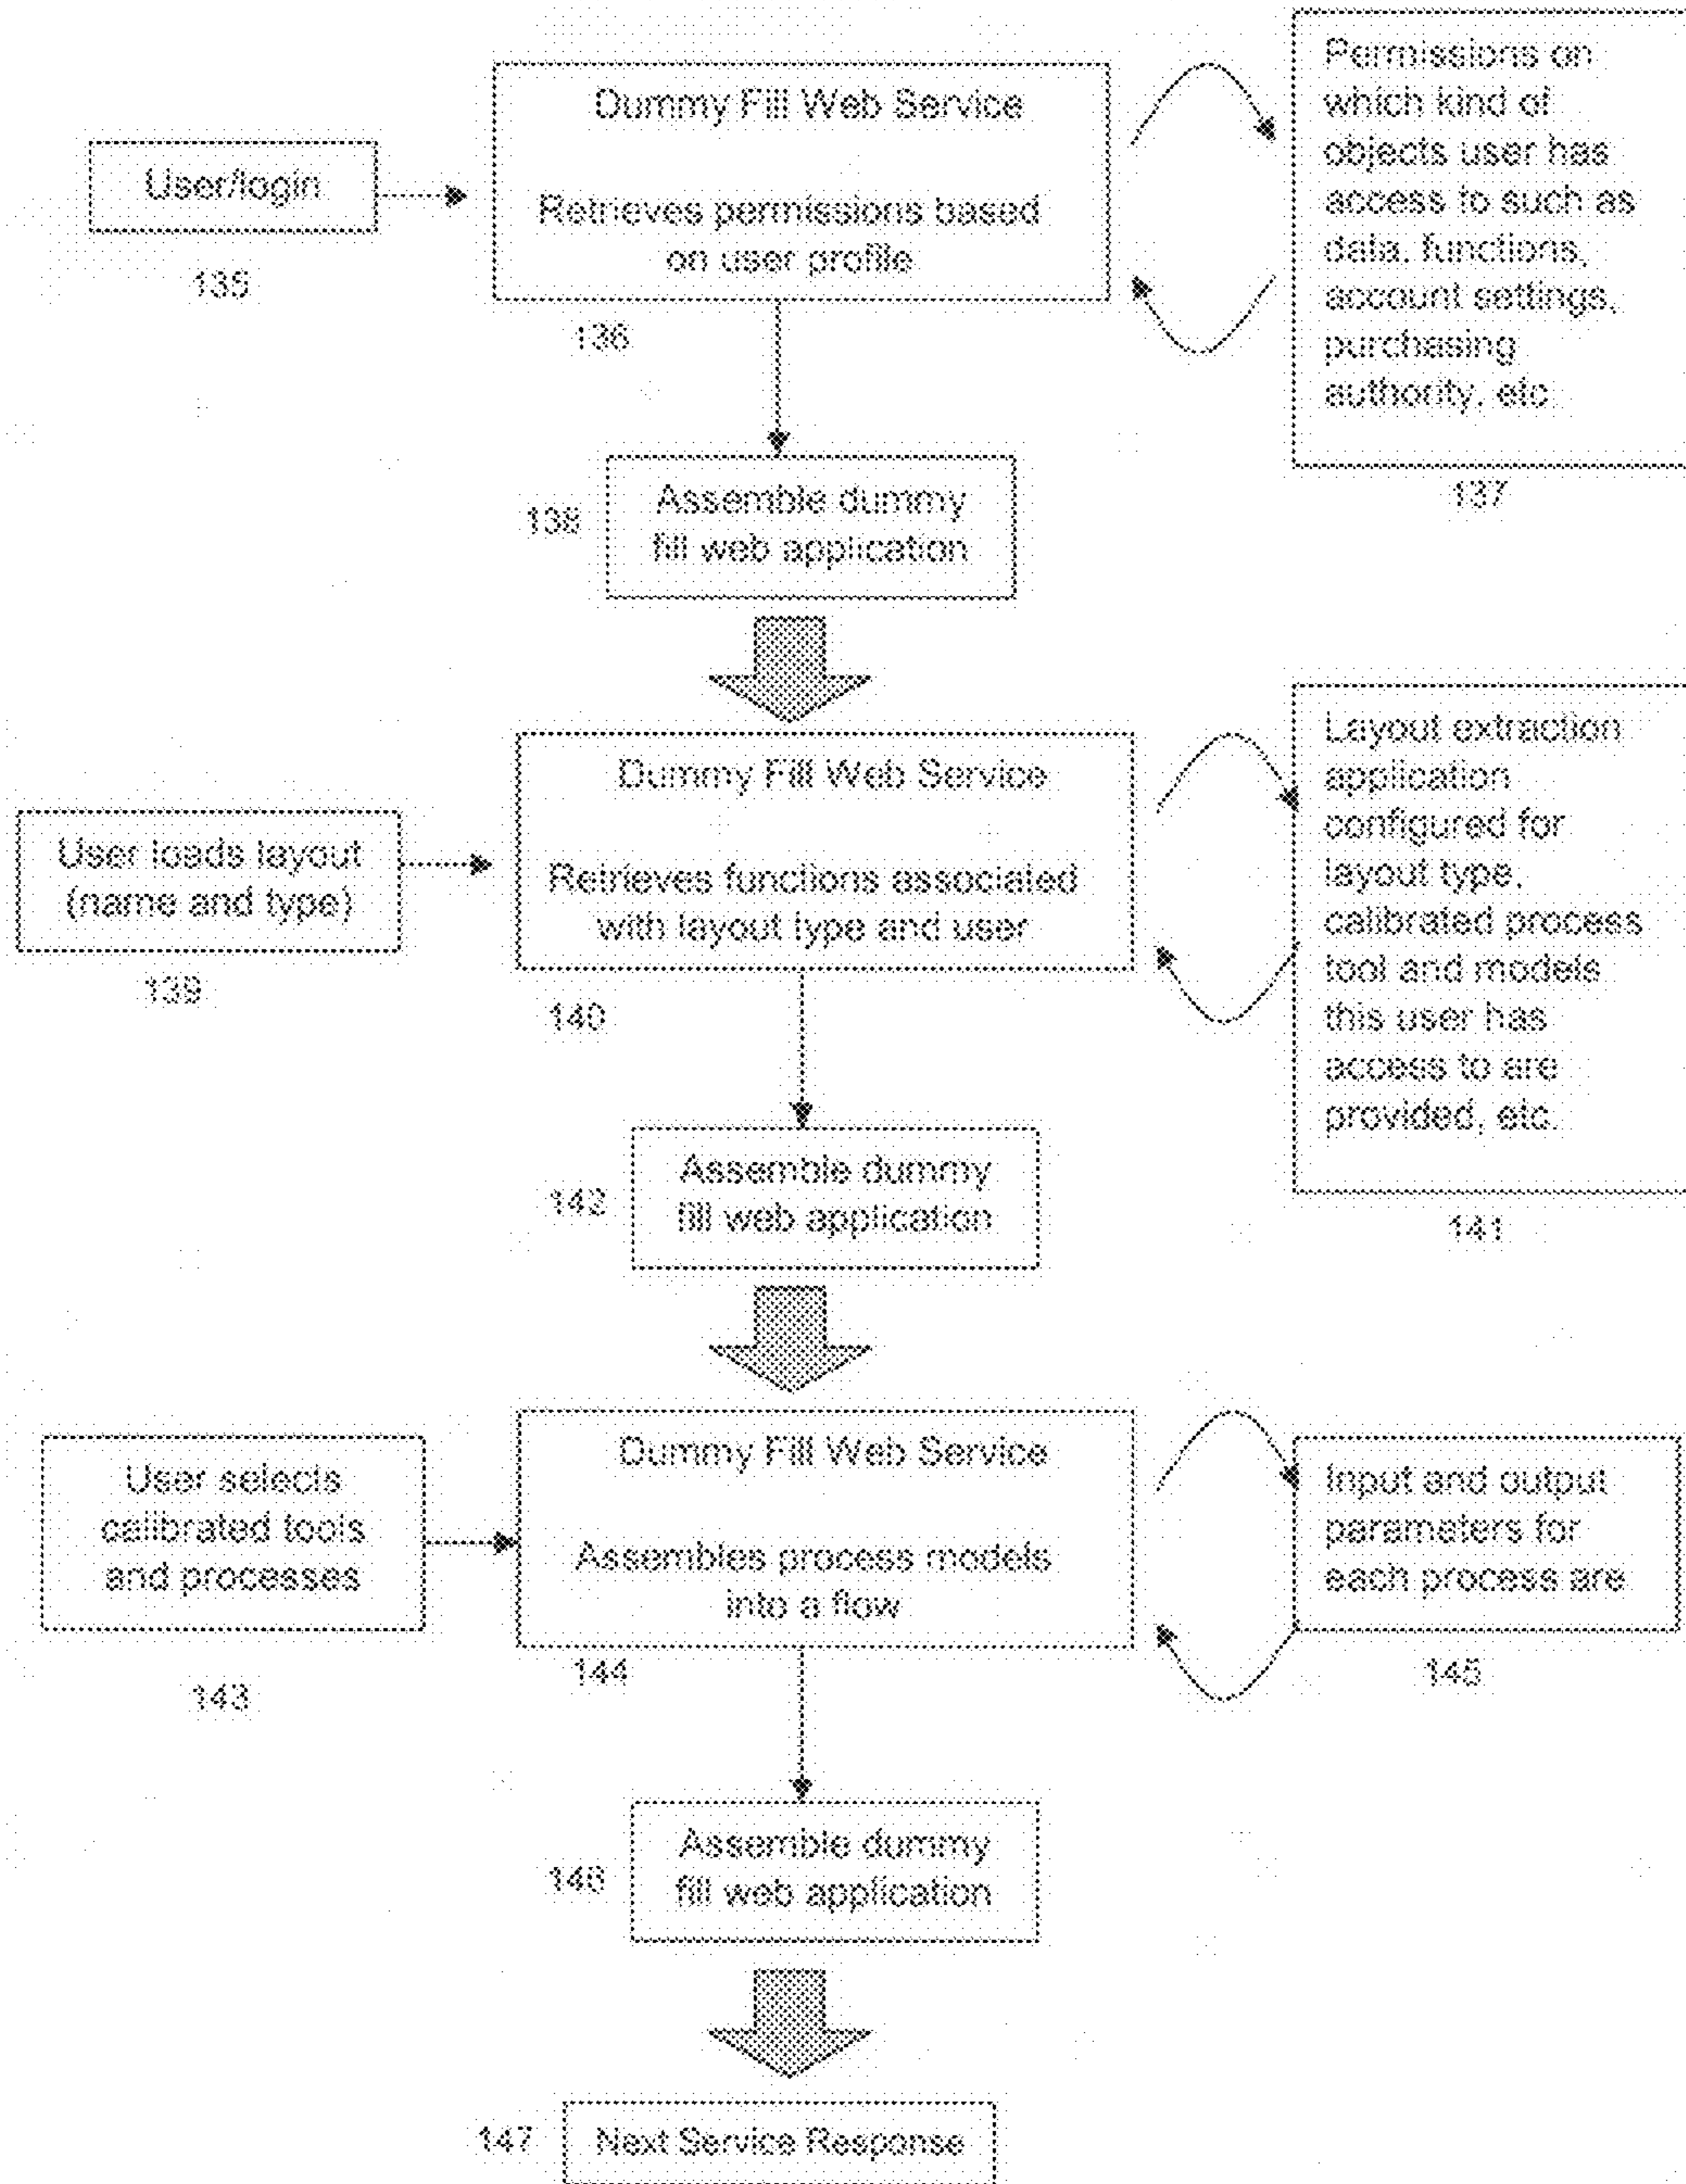 Dummy Fill Web Service
Retrieves permissions based
on user profile
136
User/login
135
Permissions on
which kind of
objects user has
access to such as
data, functions,
account settings,
purchasing
authority, etc
137
138
Assemble dummy
fill web application
User loads layout
(name and type)
139
Dummy Fill Web Service
Retrieves functions associated
with layout type and user
140
Layout extraction
application
configured for
layout type,
calibrated process
tool and models
this user has
access to are
provided, etc.
141
142
Assemble dummy
fill web application
User selects
calibrated tools
and processes
143
Dummy Fill Web Service
Assembles process models
into a flow
144
Input and output
parameters for
each process are
145
146
Assemble dummy
fill web application
147
Next Service Response